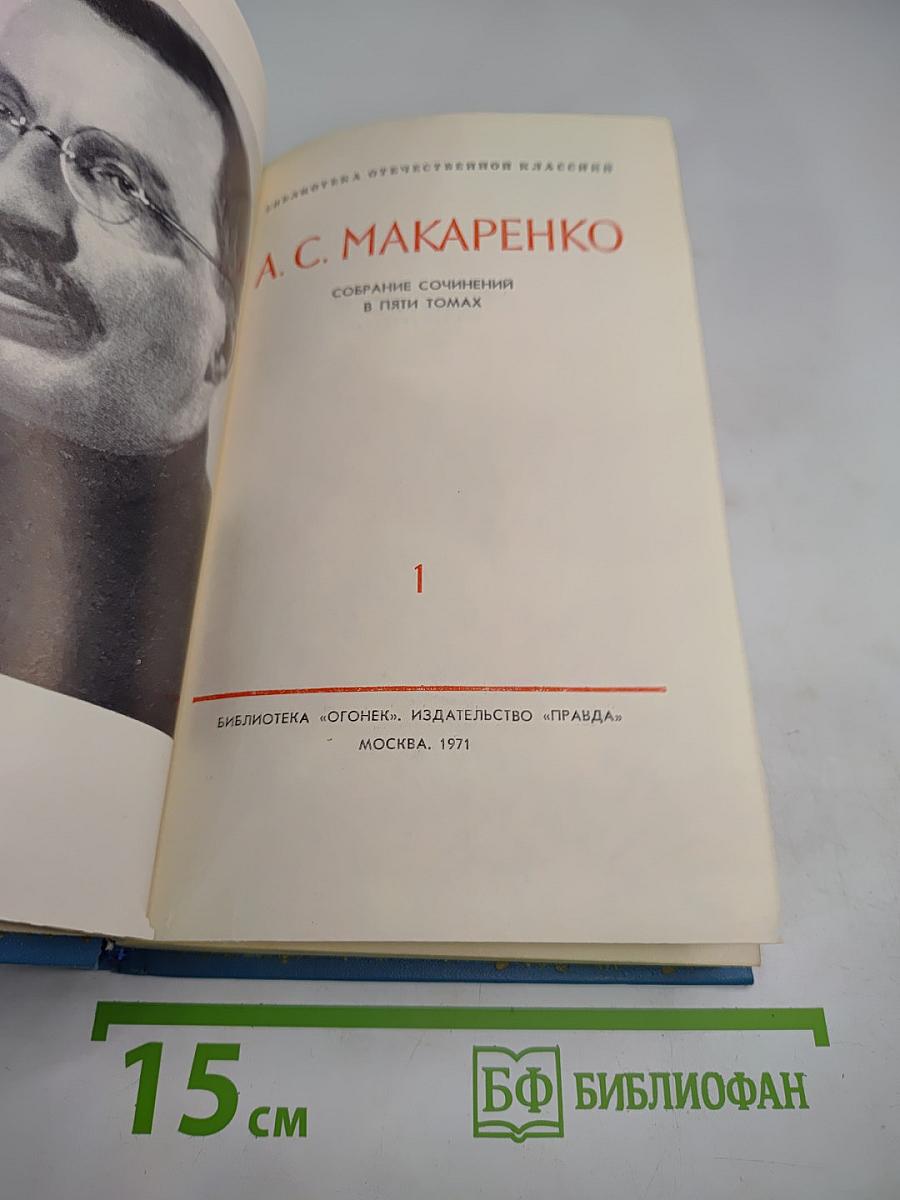 БИБЛИОТЕКА ОТЕЧЕСТВЕННОЙ КЛАССИКИ
А. С. МАКАРЕНКО
СОБРАНИЕ СОЧИНЕНИЙ
В ПЯТИ ТОМАХ
1
БИБЛИОТЕКА «ОГОНЕК». ИЗДАТЕЛЬСТВО «ПРАВДА»
МОСКВА. 1971
15 см
БФ БИБЛИОФАН